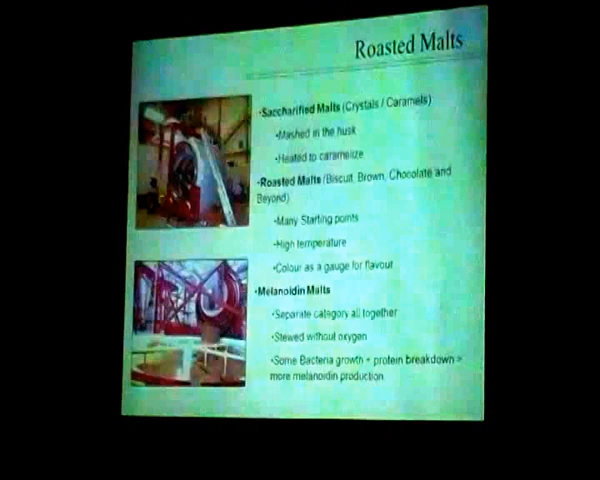 Roasted Malts
•Saccharified Malts (Crystals / Caramels)
•Mashed in the husk
•Heated to caramelize
•Roasted Malts (Biscuit, Brown, Chocolate and
Beyond)
•Many Starting points
•High temperature
•Colour as a gauge for flavour
•Melanoidin Malts
•Separate category all together
•Stewed without oxygen
•Some Bacteria growth + protein breakdown >
more melanoidin production